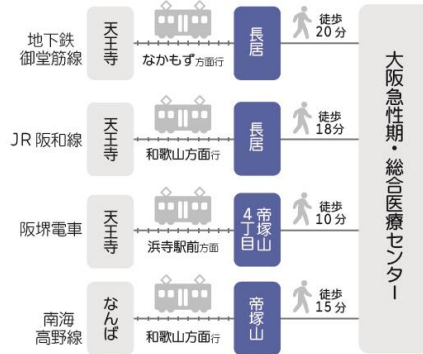 地下鉄
御堂筋線
天王寺
なかもず方面行
長居
徒歩
20分
JR阪和線
天王寺
和歌山方面行
長居
徒歩
18分
阪堺電車
天王寺
浜寺駅前方面
帝塚山
4丁目
徒歩
10分
南海
高野線
なんば
和歌山方面行
帝塚山
徒歩
15分
大阪急性期・総合医療センター